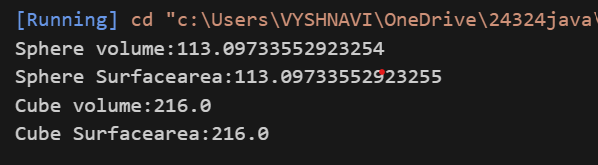 [Running] cd "c:\Users\VYSHNAVI\OneDrive\24324java\
Sphere volume:113.09733552923254
Sphere Surfacearea:113.09733552923255
Cube volume:216.0
Cube Surfacearea:216.0